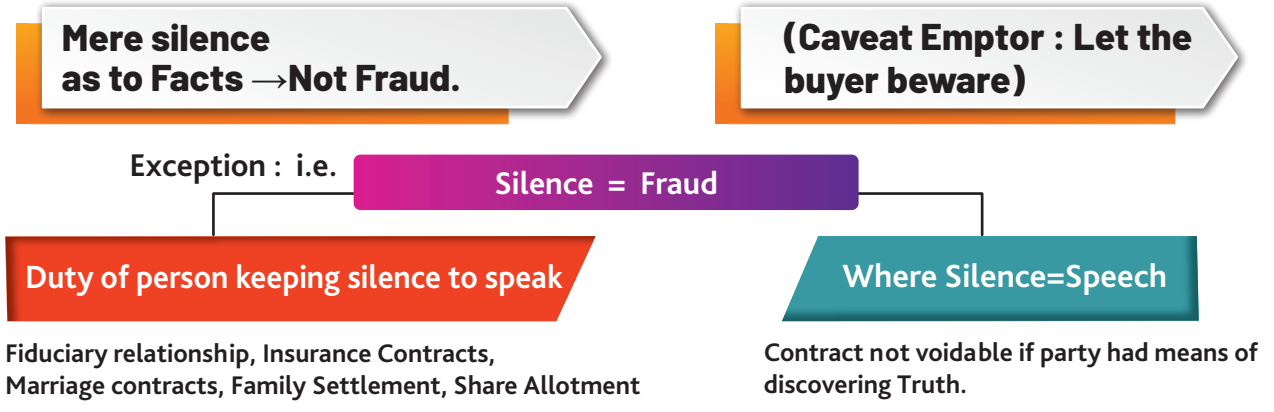 Mere silence
as to Facts →Not Fraud.
(Caveat Emptor : Let the
buyer beware)
Exception : i.e.
Silence = Fraud
Duty of person keeping silence to speak
Where Silence=Speech
Fiduciary relationship, Insurance Contracts,
Marriage contracts, Family Settlement, Share Allotment
Contract not voidable if party had means of
discovering Truth.